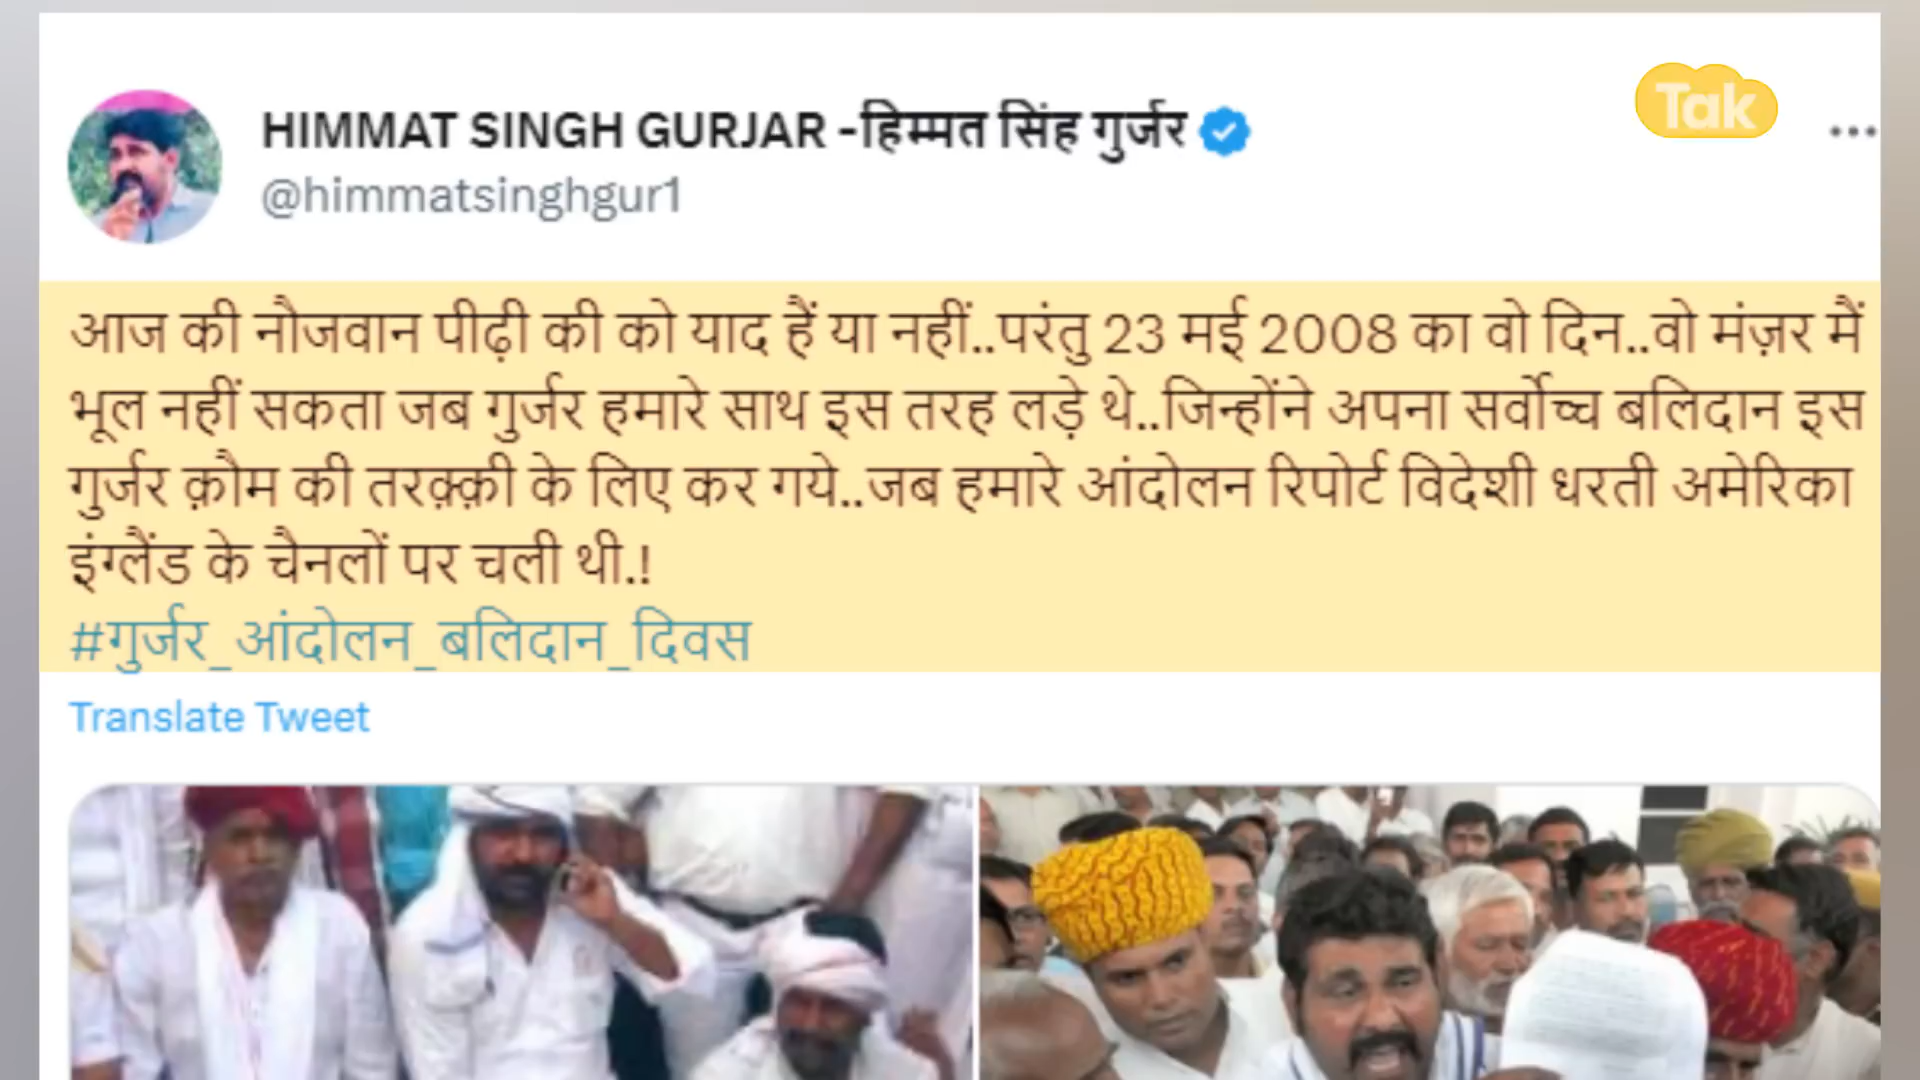 Tak
HIMMAT SINGH GURJAR -हिम्मत सिंह गुर्जर
@himmatsinghgur1
आज की नौजवान पीढ़ी की को याद हैं या नहीं..परंतु 23 मई 2008 का वो दिन..वो मंज़र मैं
भूल नहीं सकता जब गुर्जर हमारे साथ इस तरह लड़े थे..जिन्होंने अपना सर्वोच्च बलिदान इस
गुर्जर क़ौम की तरक़्क़ी के लिए कर गये..जब हमारे आंदोलन रिपोर्ट विदेशी धरती अमेरिका
इंग्लैंड के चैनलों पर चली थी.!
#गुर्जर_आंदोलन_बलिदान_दिवस
Translate Tweet